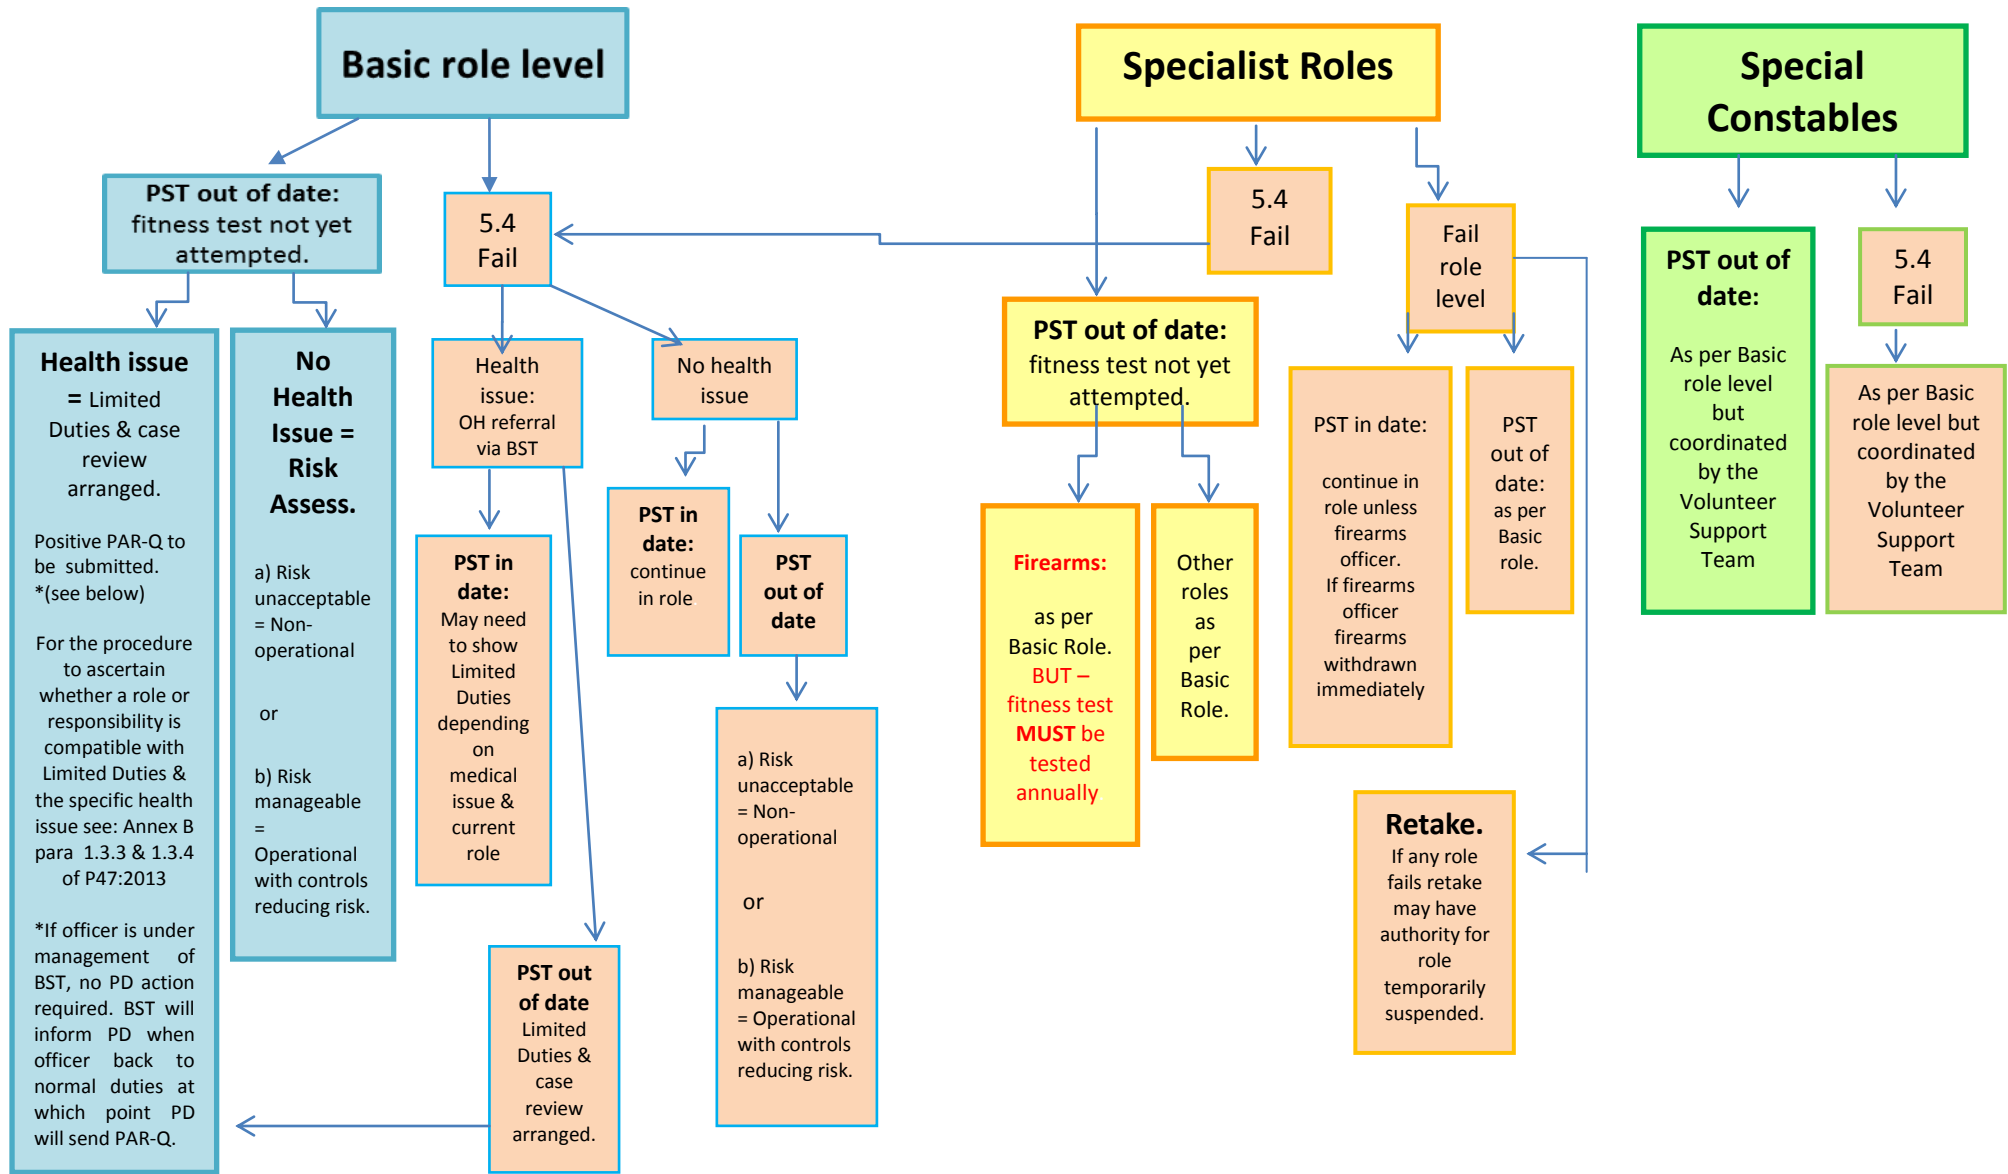 Basic role level
PST out of date:
fitness test not yet
attempted.
Health issue
= Limited
Duties & case
review
arranged.
Positive PAR-Q to
be submitted.
*(see below)
For the procedure
to ascertain
whether a role or
responsibility is
compatible with
Limited Duties &
the specific health
issue see: Annex B
para 1.3.3 & 1.3.4
of P47:2013
*If officer is under
management of
BST, no PD action
required. BST will
inform PD when
officer back to
normal duties at
which point PD
will send PAR-Q.
No
Health
Issue =
Risk
Assess.
a) Risk
unacceptable
= Non-
operational
or
b) Risk
manageable
=
Operational
with controls
reducing risk.
5.4
Fail
Health
issue:
OH referral
via BST
PST in
date:
May need
to show
Limited
Duties
depending
on
medical
issue &
current
role
PST out
of date
Limited
Duties &
case
review
arranged.
No health
issue
PST in
date:
continue
in role
PST
out of
date
a) Risk
unacceptable
= Non-
operational
or
b) Risk
manageable
= Operational
with controls
reducing risk.
Specialist Roles
PST out of date:
fitness test not yet
attempted.
Firearms:
as per
Basic Role.
BUT –
fitness test
MUST be
tested
annually
Other
roles
as
per
Basic
Role.
5.4
Fail
Fail
role
level
PST in date:
continue in
role unless
firearms
officer.
If firearms
officer
firearms
withdrawn
immediately
PST
out of
date:
as per
Basic
role.
Retake.
If any role
fails retake
may have
authority for
role
temporarily
suspended.
Special
Constables
PST out of
date:
As per Basic
role level
but
coordinated
by the
Volunteer
Support
Team
5.4
Fail
As per Basic
role level but
coordinated
by the
Volunteer
Support
Team